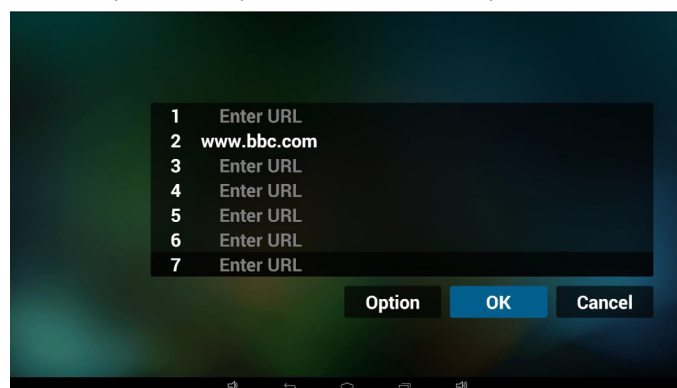 1 Enter URL
2 www.bbc.com
3 Enter URL
4 Enter URL
5 Enter URL
6 Enter URL
7 Enter URL
Option OK Cancel